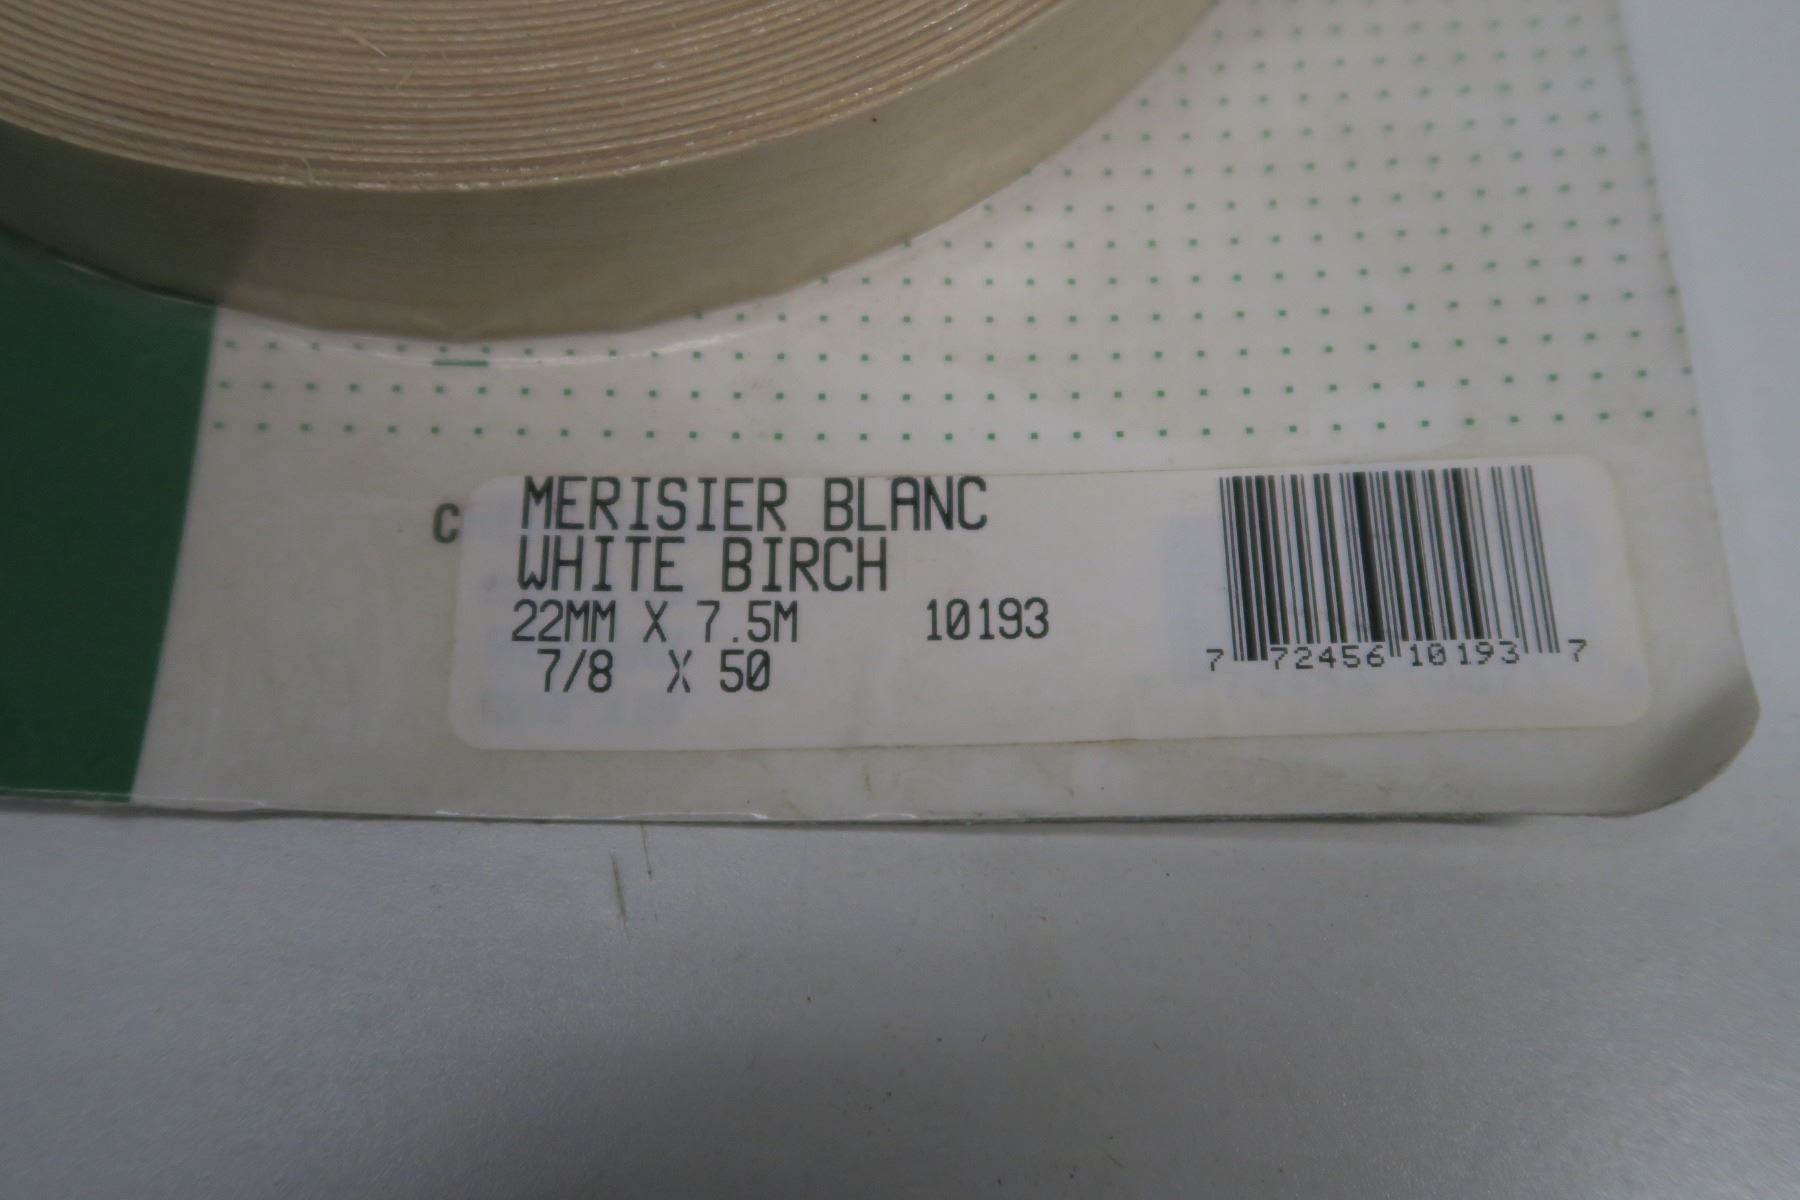 C
MERISIER BLANC
WHITE BIRCH
22MM X 7.5M 10193
7/8 X 50
7 72456 10193 7